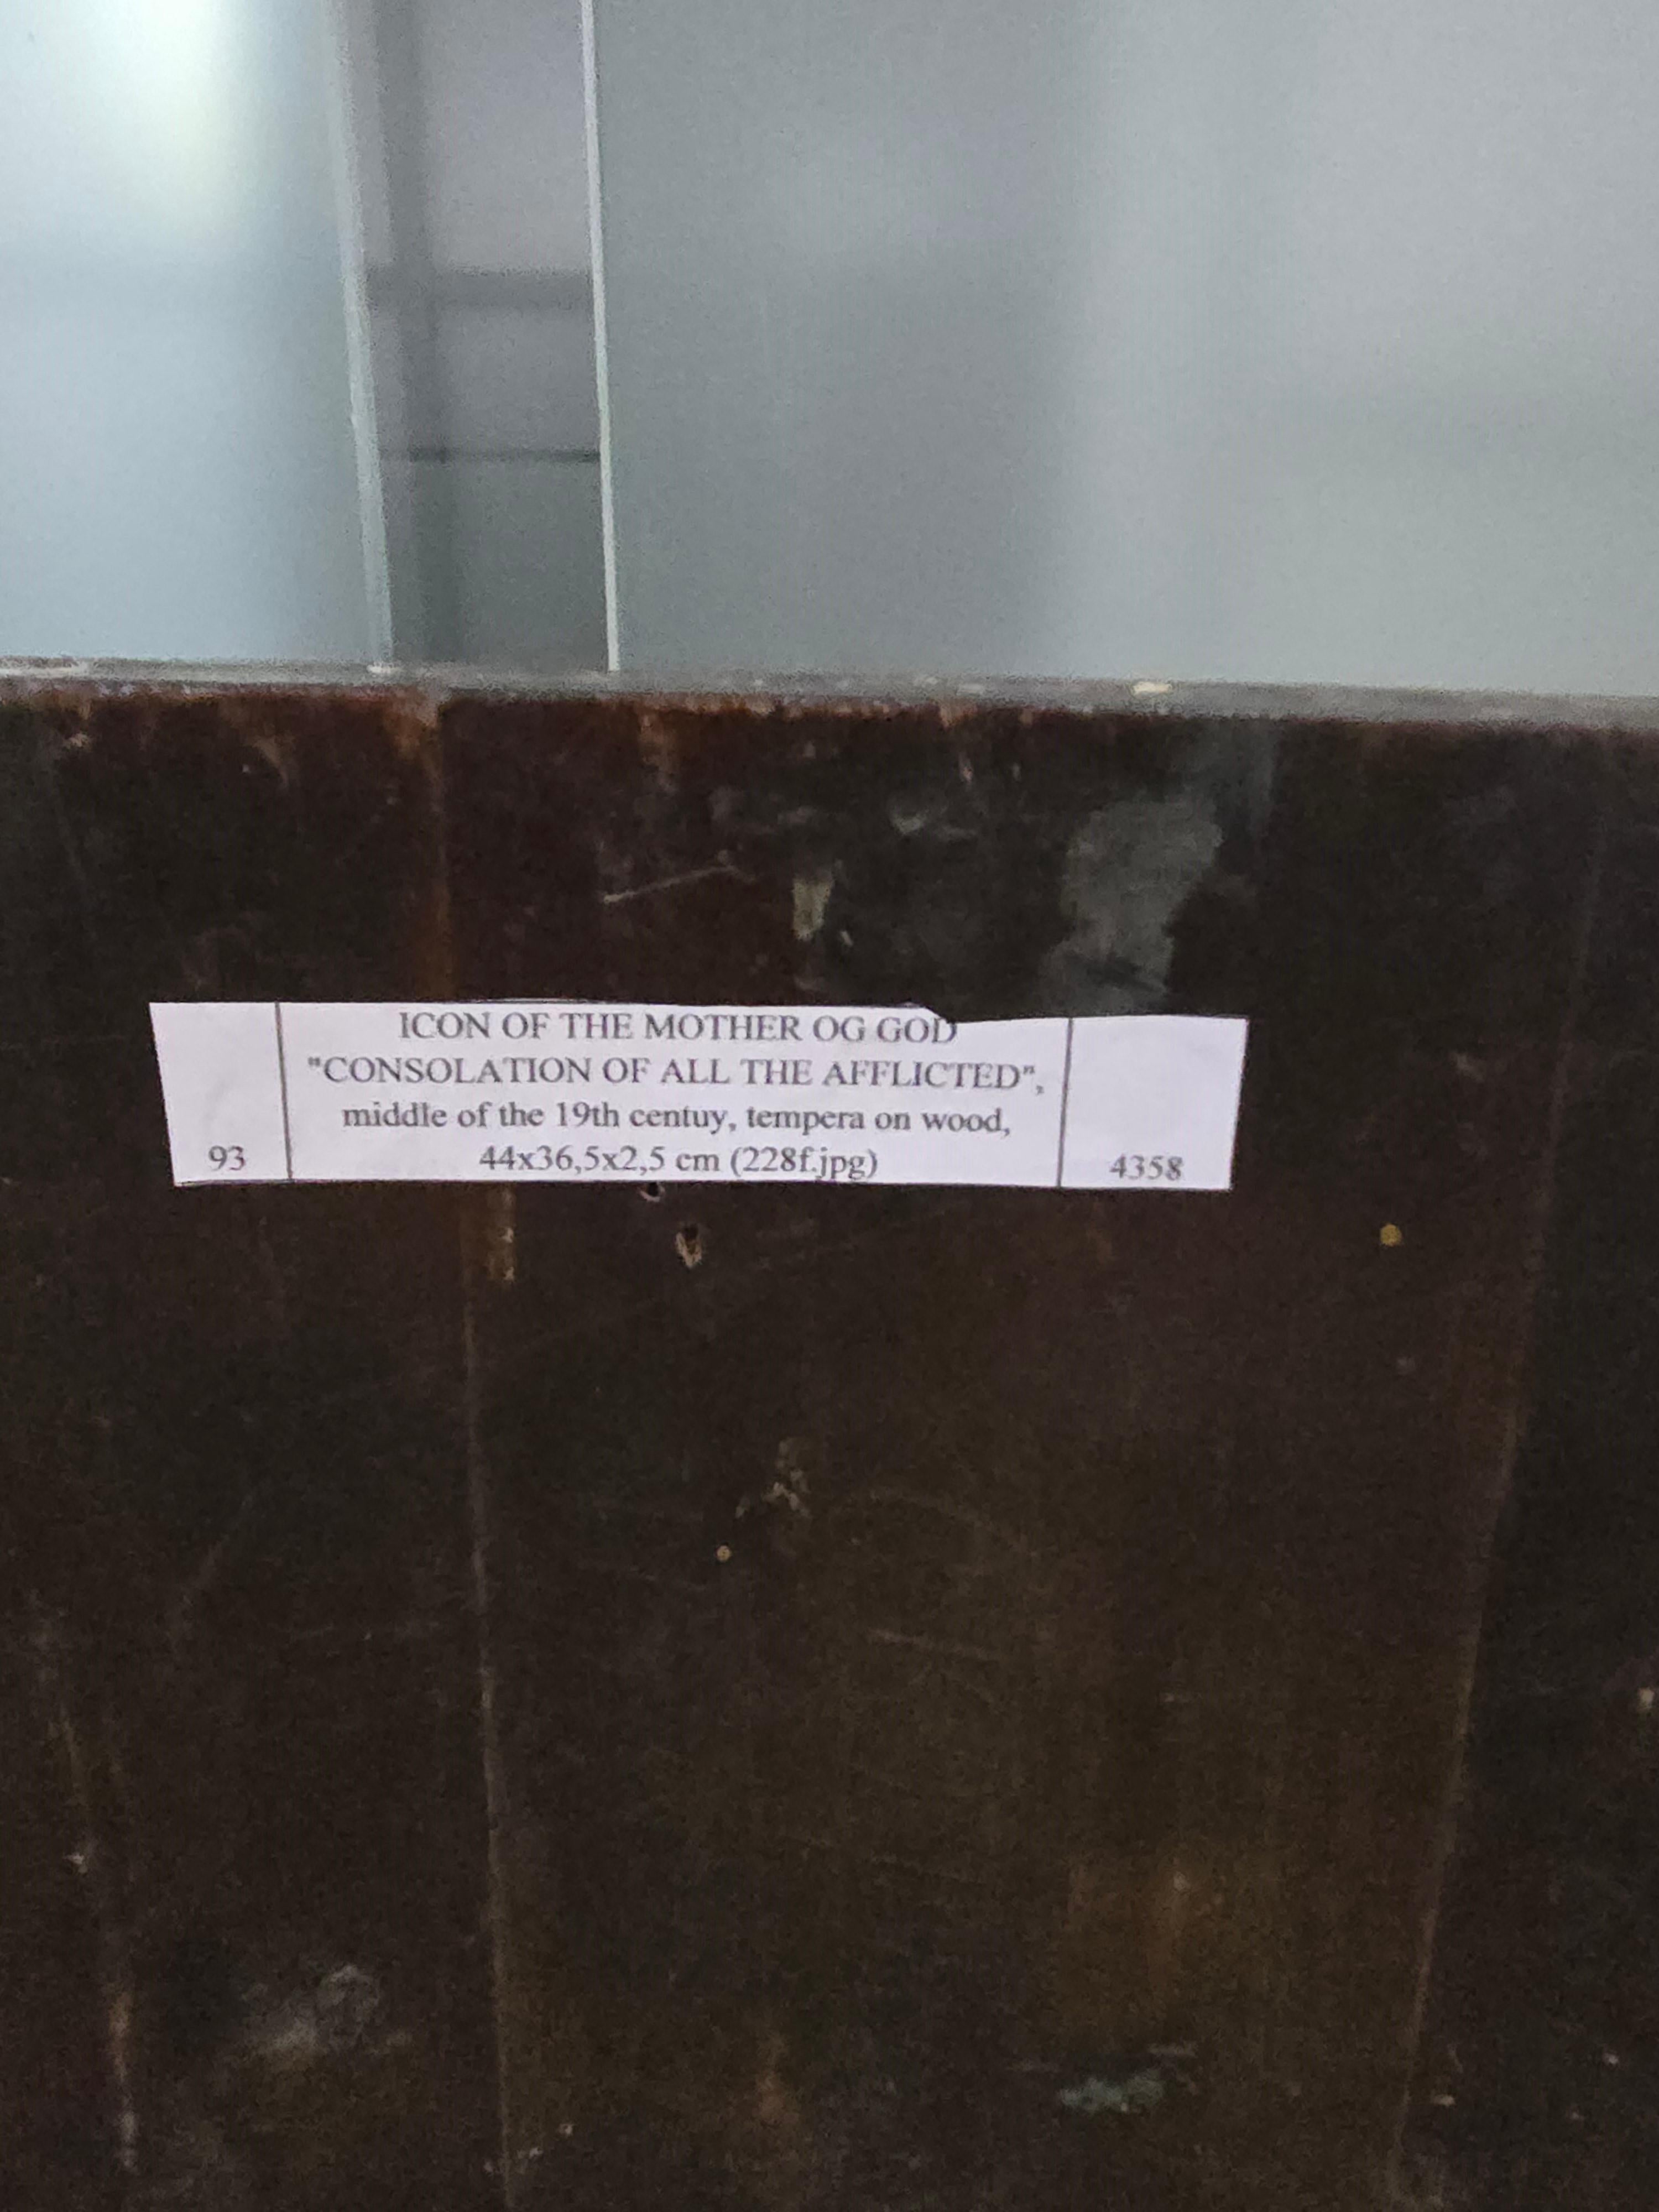 ICON OF THE MOTHER OG GOD
"CONSOLATION OF ALL THE AFFLICTED",
middle of the 19th centuy, tempera on wood,
93 44x36,5x2,5 cm (228f.jpg) 4358